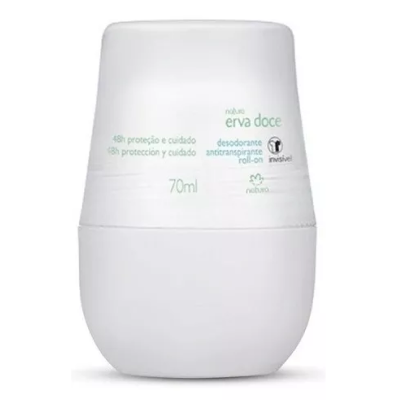 natura
erva doce
48h proteção e cuidado
48h protección y cuidado
desodorante
antitranspirante
roll-on
invisível
70ml
natura